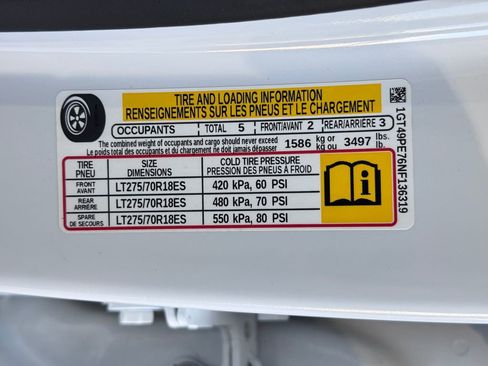 TIRE AND LOADING INFORMATION
RENSEIGNEMENTS SUR LES PNEUS ET LE CHARGEMENT
OCCUPANTS TOTAL 5 FRONT/AVANT 2 REAR/ARRIÈRE 3
The combined weight of occupants and cargo should never exceed 1586 kg or 3497 lbs.
Le poids total des occupants et du chargement ne doit jamais dépasser kg ou lb.
TIRE SIZE COLD TIRE PRESSURE
PNEU DIMENSIONS PRESSION DES PNEUS À FROID
FRONT
AVANT LT275/70R18ES 420 kPa, 60 PSI
REAR
ARRIÈRE LT275/70R18ES 480 kPa, 70 PSI
SPARE
DE SECOURS LT275/70R18ES 550 kPa, 80 PSI
1GT49PE76NF136319